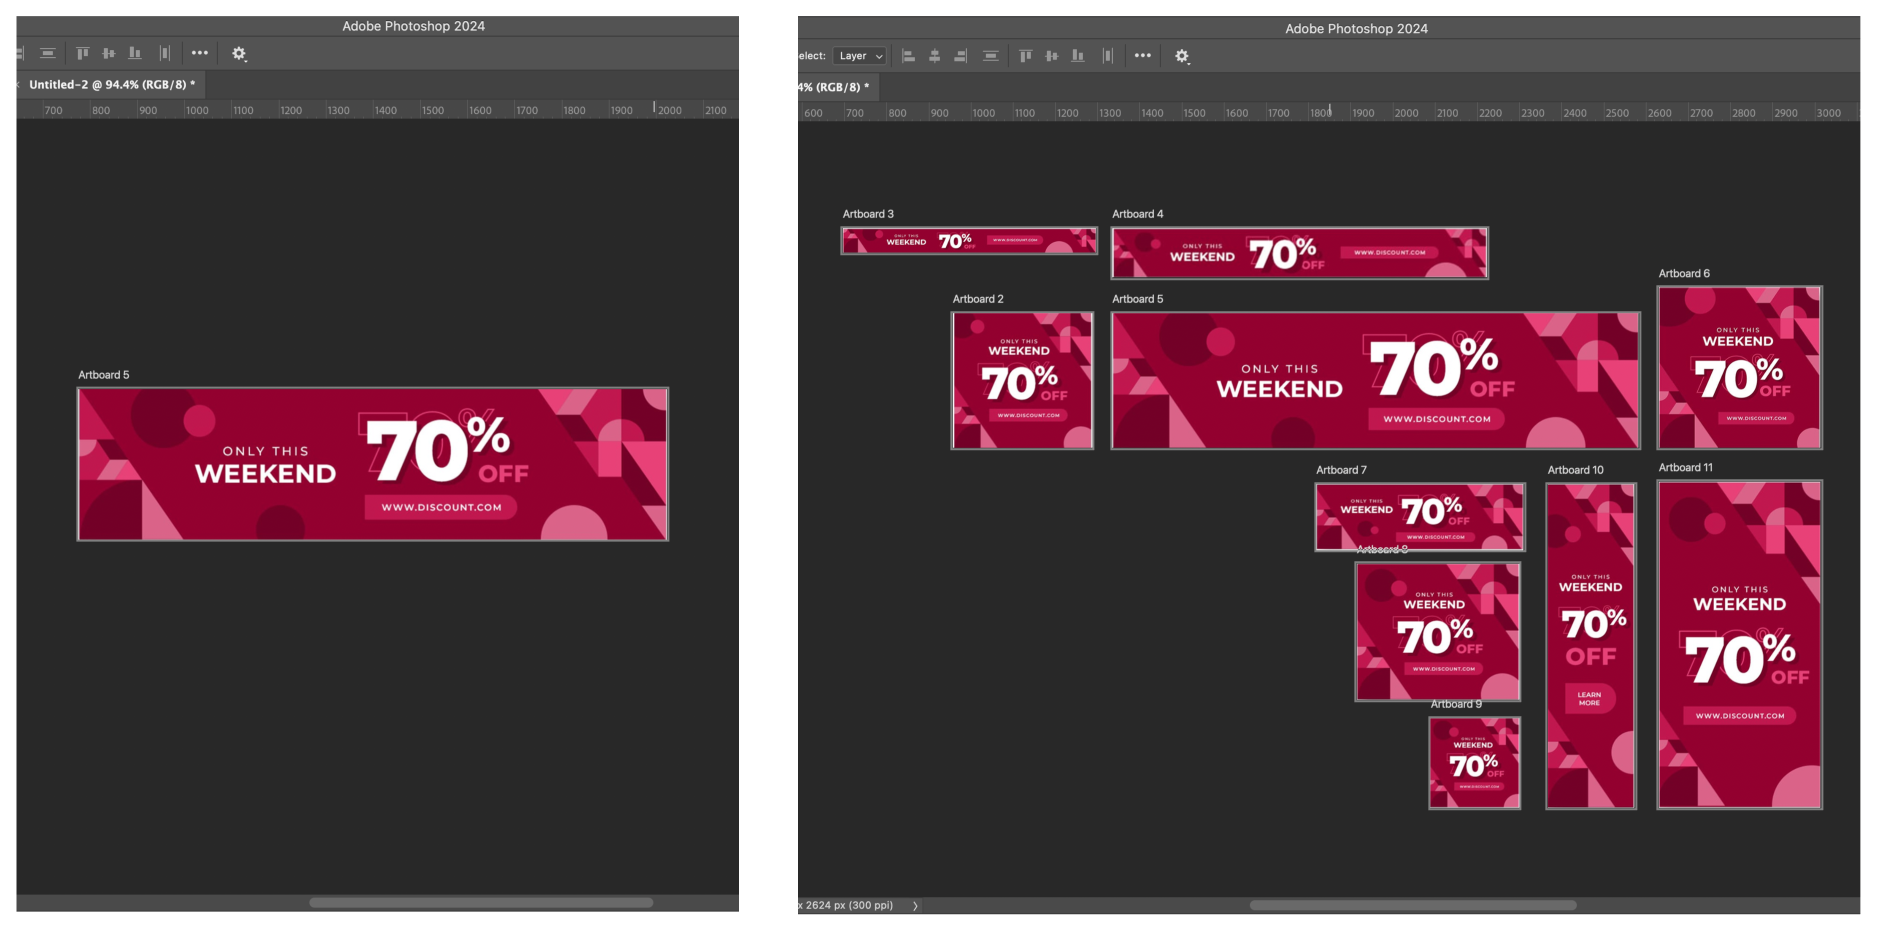 Adobe Photoshop 2024
Untitled-2 @ 94.4% (RGB/8) *
700 800 900 1000 1100 1200 1300 1400 1500 1600 1700 1800 1900 2000 2100
Artboard 5
ONLY THIS
WEEKEND
70%
OFF
WWW.DISCOUNT.COM
Adobe Photoshop 2024
elect: Layer
4% (RGB/8) *
600 700 800 900 1000 1100 1200 1300 1400 1500 1600 1700 1800 1900 2000 2100 2200 2300 2400 2500 2600 2700 2800 2900 3000
Artboard 3
ONLY THIS
WEEKEND
70%
OFF
WWW.DISCOUNT.COM
Artboard 4
ONLY THIS
WEEKEND
70%
OFF
WWW.DISCOUNT.COM
Artboard 2
ONLY THIS
WEEKEND
70%
OFF
WWW.DISCOUNT.COM
Artboard 5
ONLY THIS
WEEKEND
70%
OFF
WWW.DISCOUNT.COM
Artboard 6
ONLY THIS
WEEKEND
70%
OFF
WWW.DISCOUNT.COM
Artboard 7
ONLY THIS
WEEKEND
70%
OFF
WWW.DISCOUNT.COM
Artboard 8
ONLY THIS
WEEKEND
70%
OFF
WWW.DISCOUNT.COM
Artboard 9
ONLY THIS
WEEKEND
70%
OFF
WWW.DISCOUNT.COM
Artboard 10
ONLY THIS
WEEKEND
70%
OFF
LEARN
MORE
Artboard 11
ONLY THIS
WEEKEND
70%
OFF
WWW.DISCOUNT.COM
x 2624 px (300 ppi)